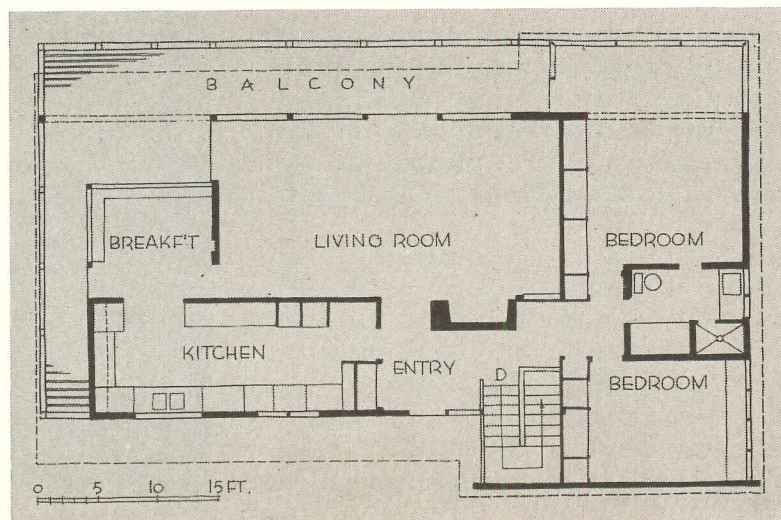 BALCONY
BREAKF'T
LIVING ROOM
BEDROOM
KITCHEN
ENTRY
D
BEDROOM
0 5 10 15 FT.